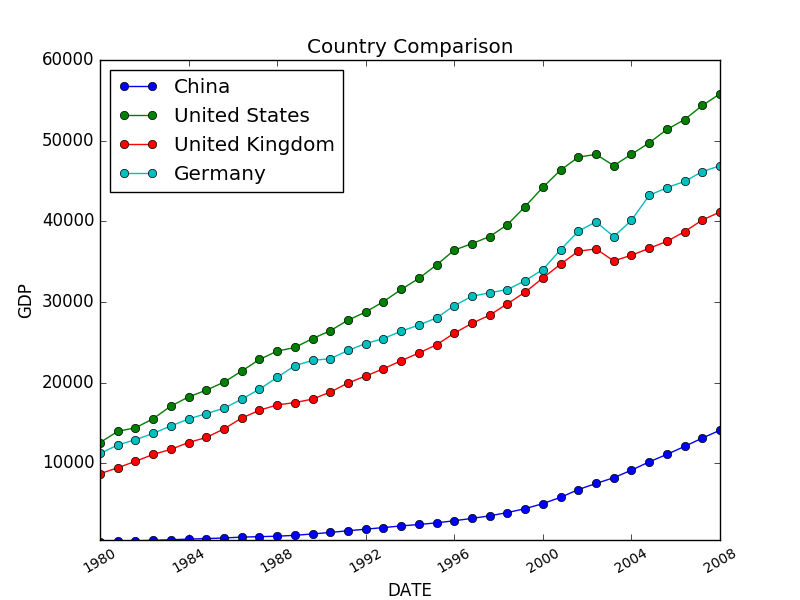 Country Comparison
60000
50000
40000
30000
20000
10000
GDP
China
United States
United Kingdom
Germany
1980 1984 1988 1992 1996 2000 2004 2008
DATE